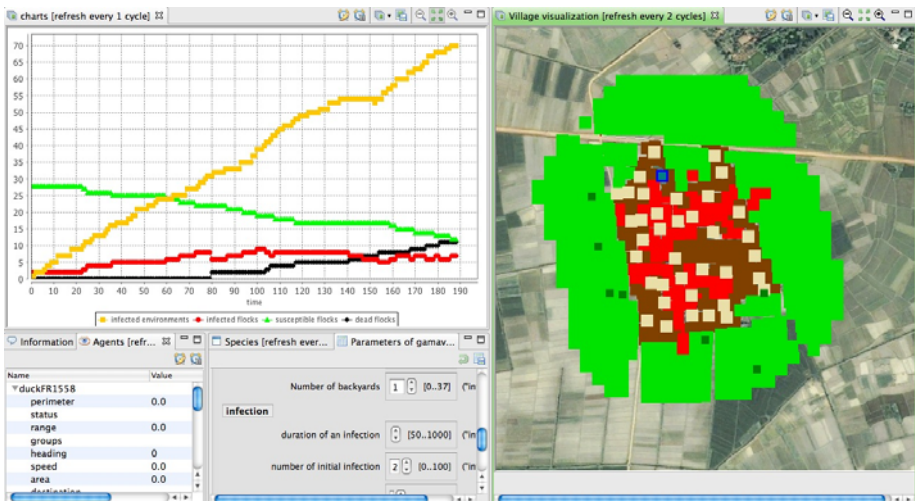 charts [refresh every 1 cycle]
70
65
60
55
50
45
40
35
30
25
20
15
10
5
0
0 10 20 30 40 50 60 70 80 90 100 110 120 130 140 150 160 170 180 190
time
infected environments infected flocks susceptible flocks dead flocks
Village visualization [refresh every 2 cycles]
Information Agents [refr...
Name Value
duckFR1558
perimeter 0.0
status
range 0.0
groups
heading 0
speed 0.0
area 0.0
Species [refresh ever... Parameters of gamav...
Number of backyards 1 [0..37] ("in
infection
duration of an infection [50..1000] ("in
number of initial infection 2 [0..100] ("in